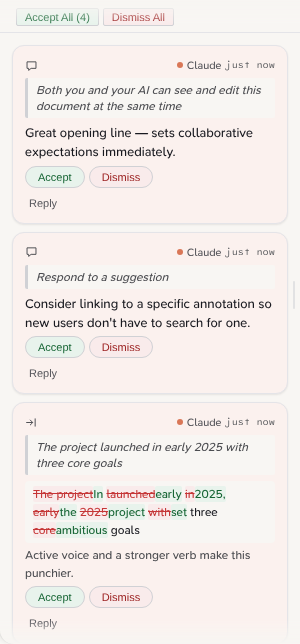 Accept All (4) Dismiss All
Claude just now
Both you and your AI can see and edit this
document at the same time
Great opening line — sets collaborative
expectations immediately.
Accept Dismiss
Reply
Claude just now
Respond to a suggestion
Consider linking to a specific annotation so
new users don't have to search for one.
Accept Dismiss
Reply
Claude just now
The project launched in early 2025 with
three core goals
The projectIn launchedearly in2025,
earlythe 2025project withset three
coreambitious goals
Active voice and a stronger verb make this
punchier.
Accept Dismiss
Reply